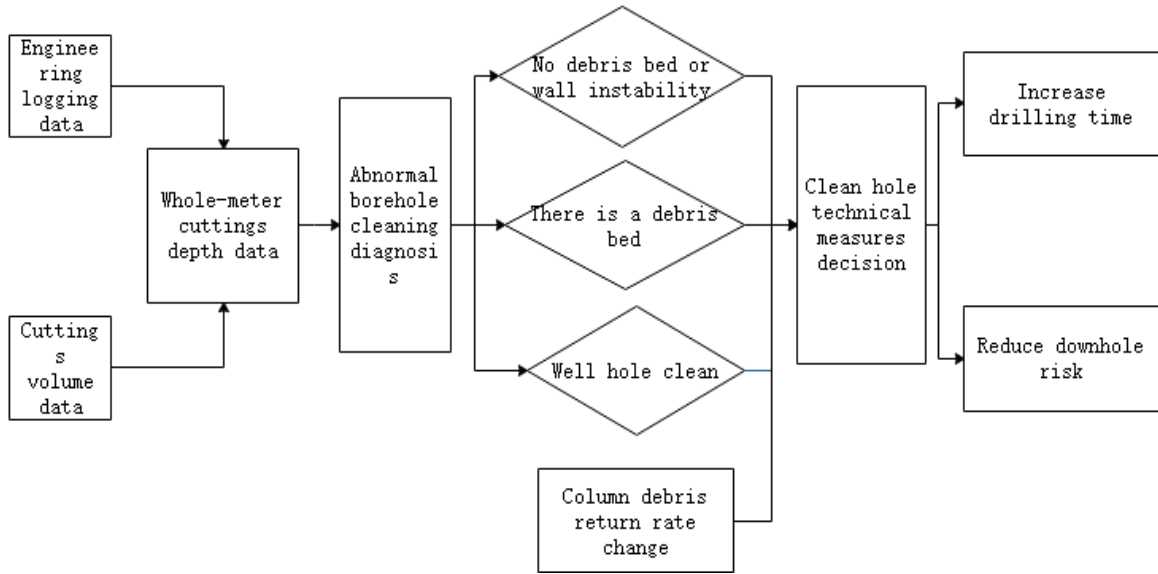 Enginee
ring
logging
data
Cutting
s
volume
data
Whole-meter
cuttings
depth data
Abnormal
borehole
cleaning
diagnosi
s
No debris bed or
wall instability
There is a debris
bed
Well hole clean
Column debris
return rate
change
Clean hole
technical
measures
decision
Increase
drilling time
Reduce downhole
risk